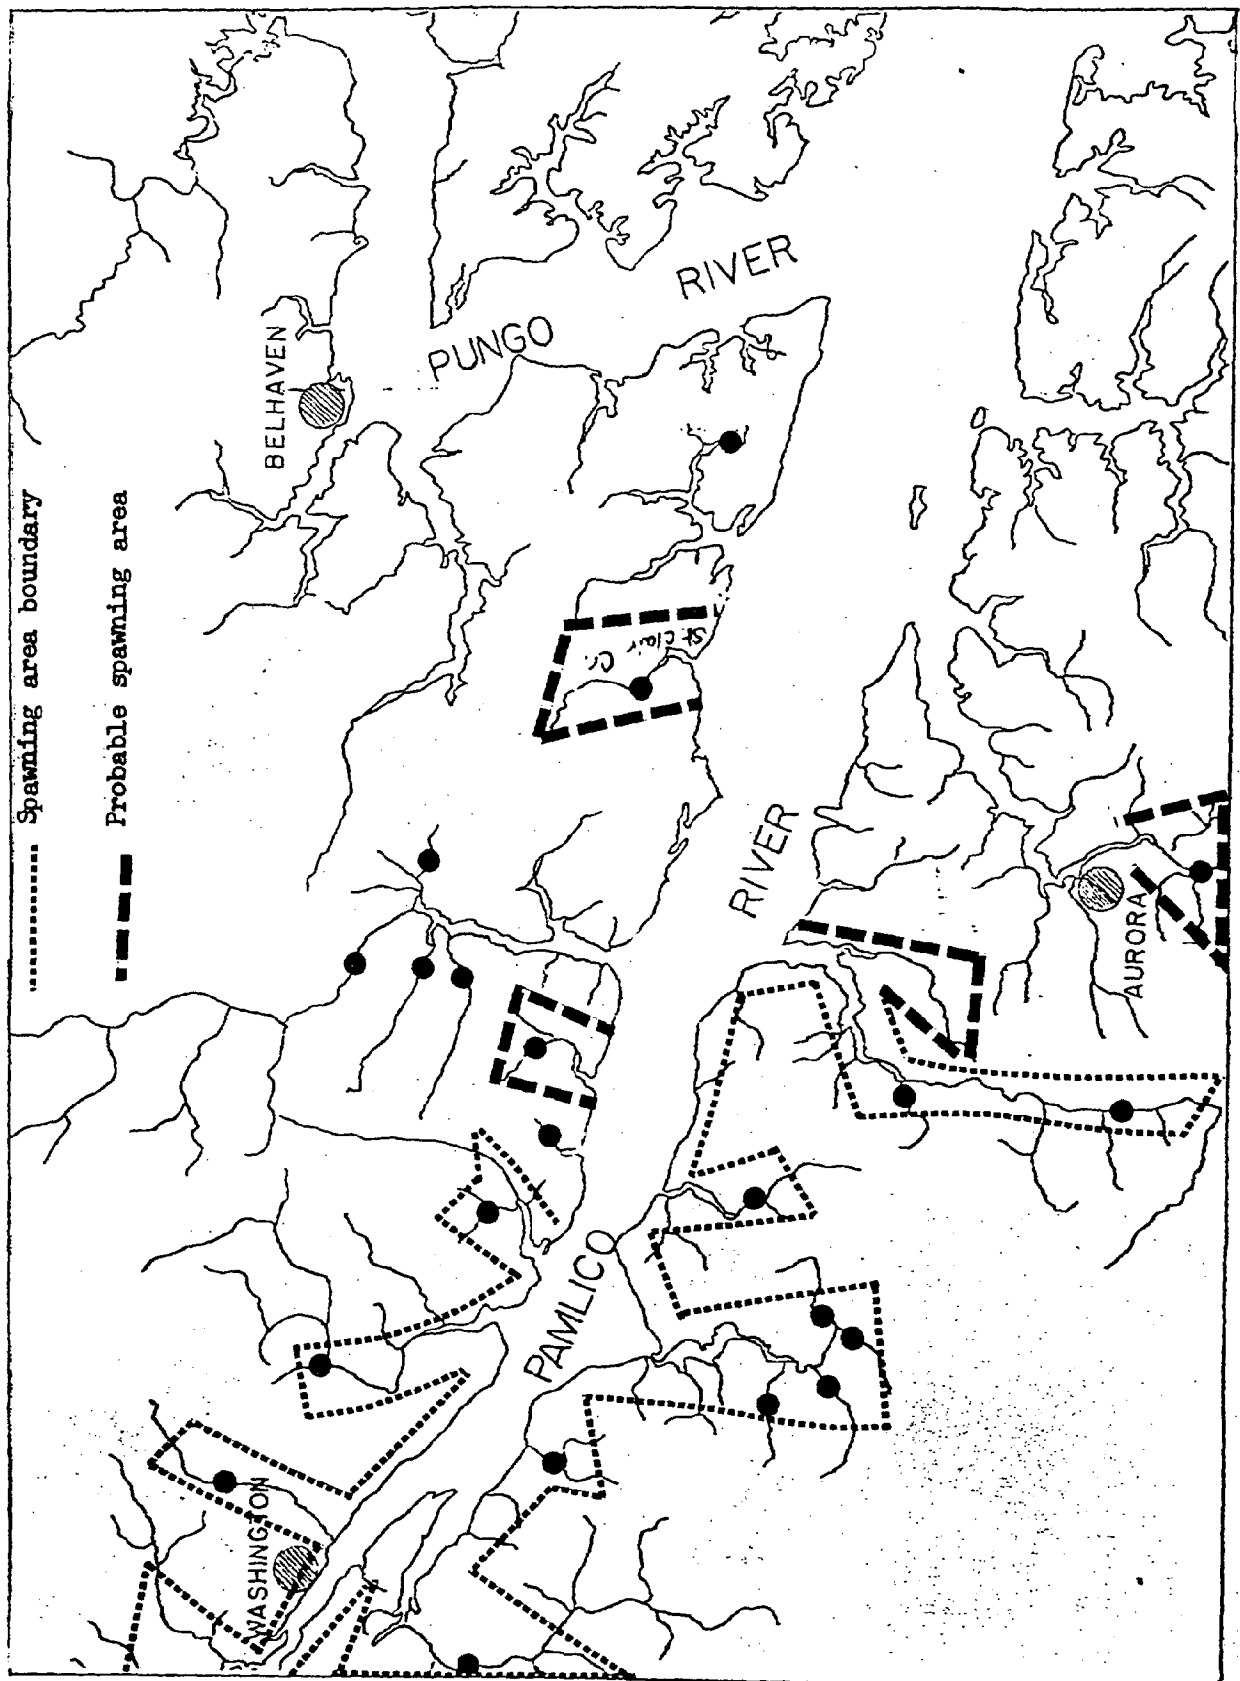 Spawning area boundary
Probable spawning area
BELHAVEN
PUNGO
RIVER
St. Clair Cr.
RIVER
PAMLICO
WASHINGTON
AURORA